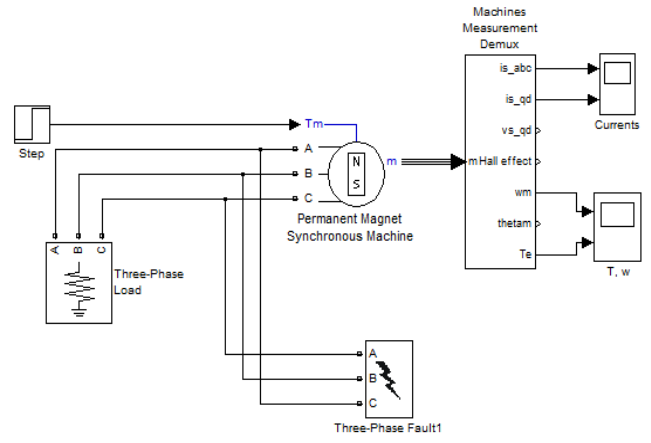 Machines
Measurement
Demux
is_abc
is_qd
vs_qd
m Hall effect
wm
thetam
Te
Currents
T, w
Step
Tm
A
B
C
N
S
m
Permanent Magnet
Synchronous Machine
A
B
C
Three-Phase
Load
A
B
C
Three-Phase Fault1